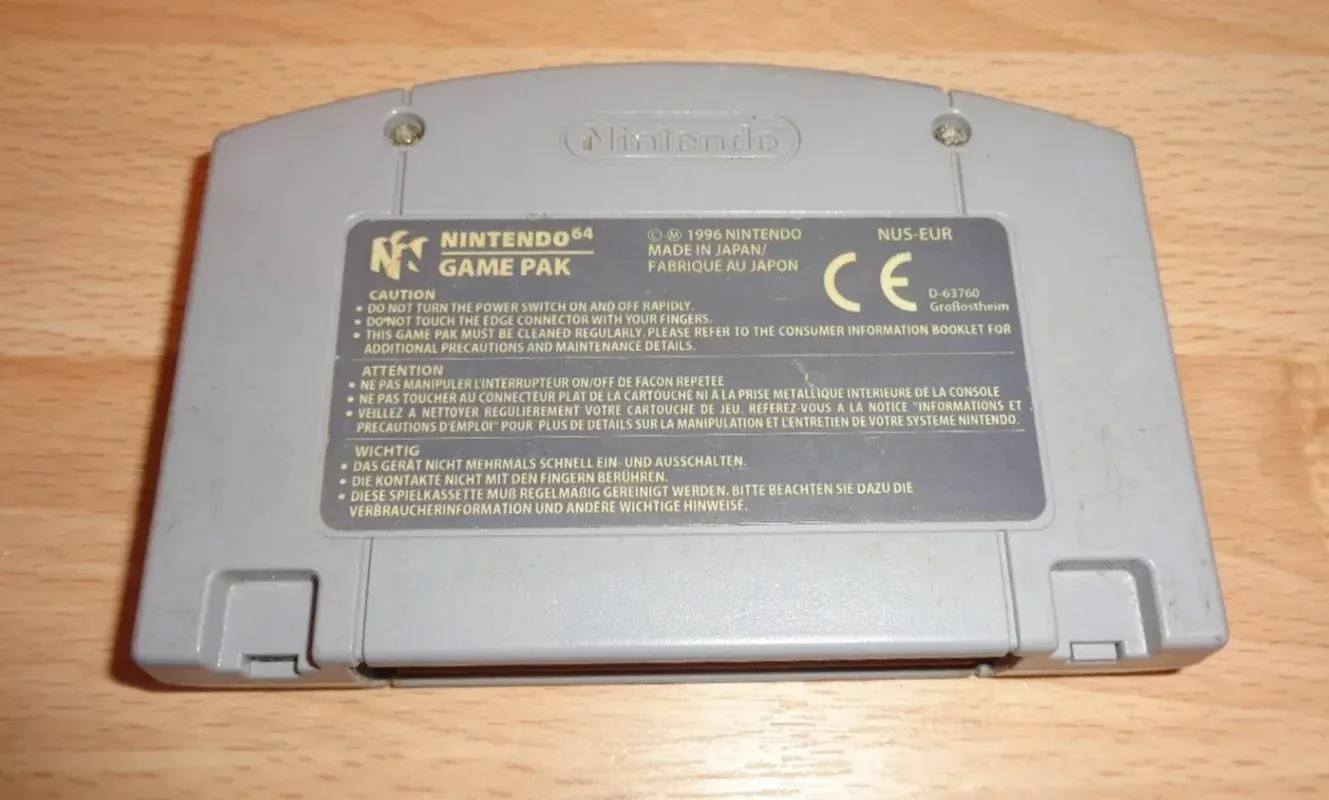 Nintendo
NINTENDO64
GAME PAK
© Ⓜ 1996 NINTENDO
MADE IN JAPAN/
FABRIQUE AU JAPON
NUS-EUR
CE
D-63760
Großostheim
CAUTION
• DO NOT TURN THE POWER SWITCH ON AND OFF RAPIDLY.
• DO NOT TOUCH THE EDGE CONNECTOR WITH YOUR FINGERS.
• THIS GAME PAK MUST BE CLEANED REGULARLY. PLEASE REFER TO THE CONSUMER INFORMATION BOOKLET FOR
ADDITIONAL PRECAUTIONS AND MAINTENANCE DETAILS.
ATTENTION
• NE PAS MANIPULER L'INTERRUPTEUR ON/OFF DE FACON REPETEE
• NE PAS TOUCHER AU CONNECTEUR PLAT DE LA CARTOUCHE NI A LA PRISE METALLIQUE INTERIEURE DE LA CONSOLE
• VEILLEZ A NETTOYER REGULIEREMENT VOTRE CARTOUCHE DE JEU. REFEREZ-VOUS A LA NOTICE "INFORMATIONS ET
PRECAUTIONS D'EMPLOI" POUR PLUS DE DETAILS SUR LA MANIPULATION ET L'ENTRETIEN DE VOTRE SYSTEME NINTENDO.
WICHTIG
• DAS GERÄT NICHT MEHRMALS SCHNELL EIN- UND AUSSCHALTEN.
• DIE KONTAKTE NICHT MIT DEN FINGERN BERÜHREN.
• DIESE SPIELKASSETTE MUß REGELMÄßIG GEREINIGT WERDEN. BITTE BEACHTEN SIE DAZU DIE
VERBRAUCHERINFORMATION UND ANDERE WICHTIGE HINWEISE.